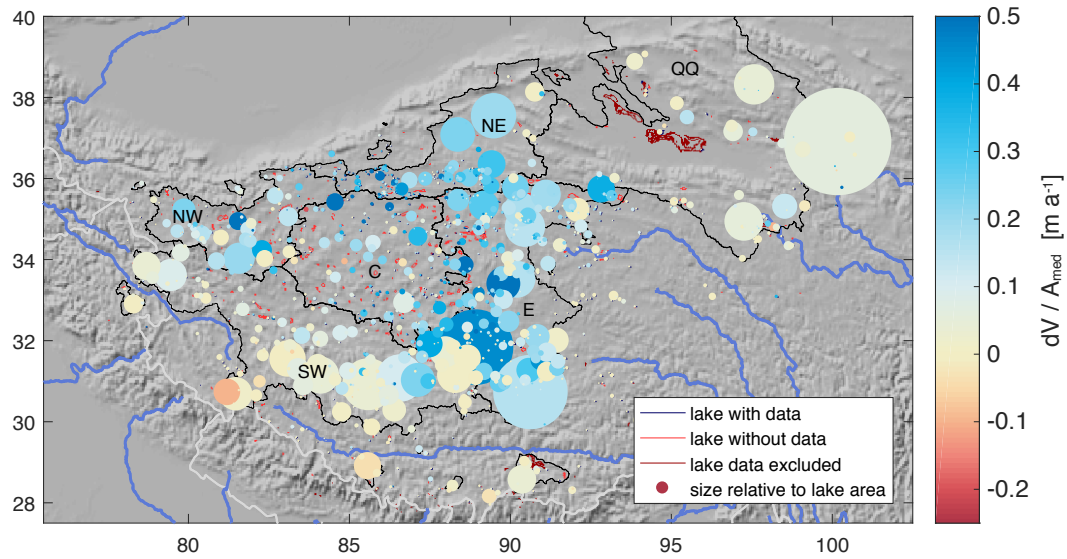 40
38
36
34
32
30
28
80
85
90
95
100
QQ
NE
NW
C
E
SW
lake with data
lake without data
lake data excluded
size relative to lake area
0.5
0.4
0.3
0.2
0.1
0
-0.1
-0.2
dV / A_med [m a⁻¹]